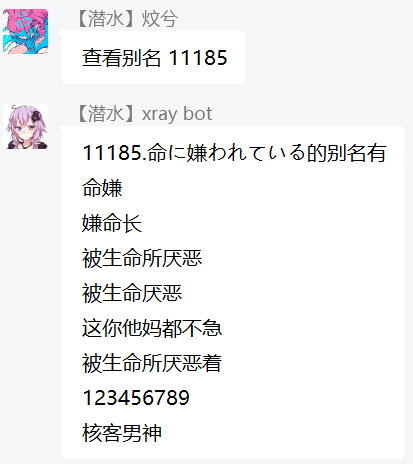 【潜水】炆兮
查看别名 11185
【潜水】xray bot
11185.命に嫌われている的别名有
命嫌
嫌命长
被生命所厌恶
被生命厌恶
这你他妈都不急
被生命所厌恶着
123456789
核客男神